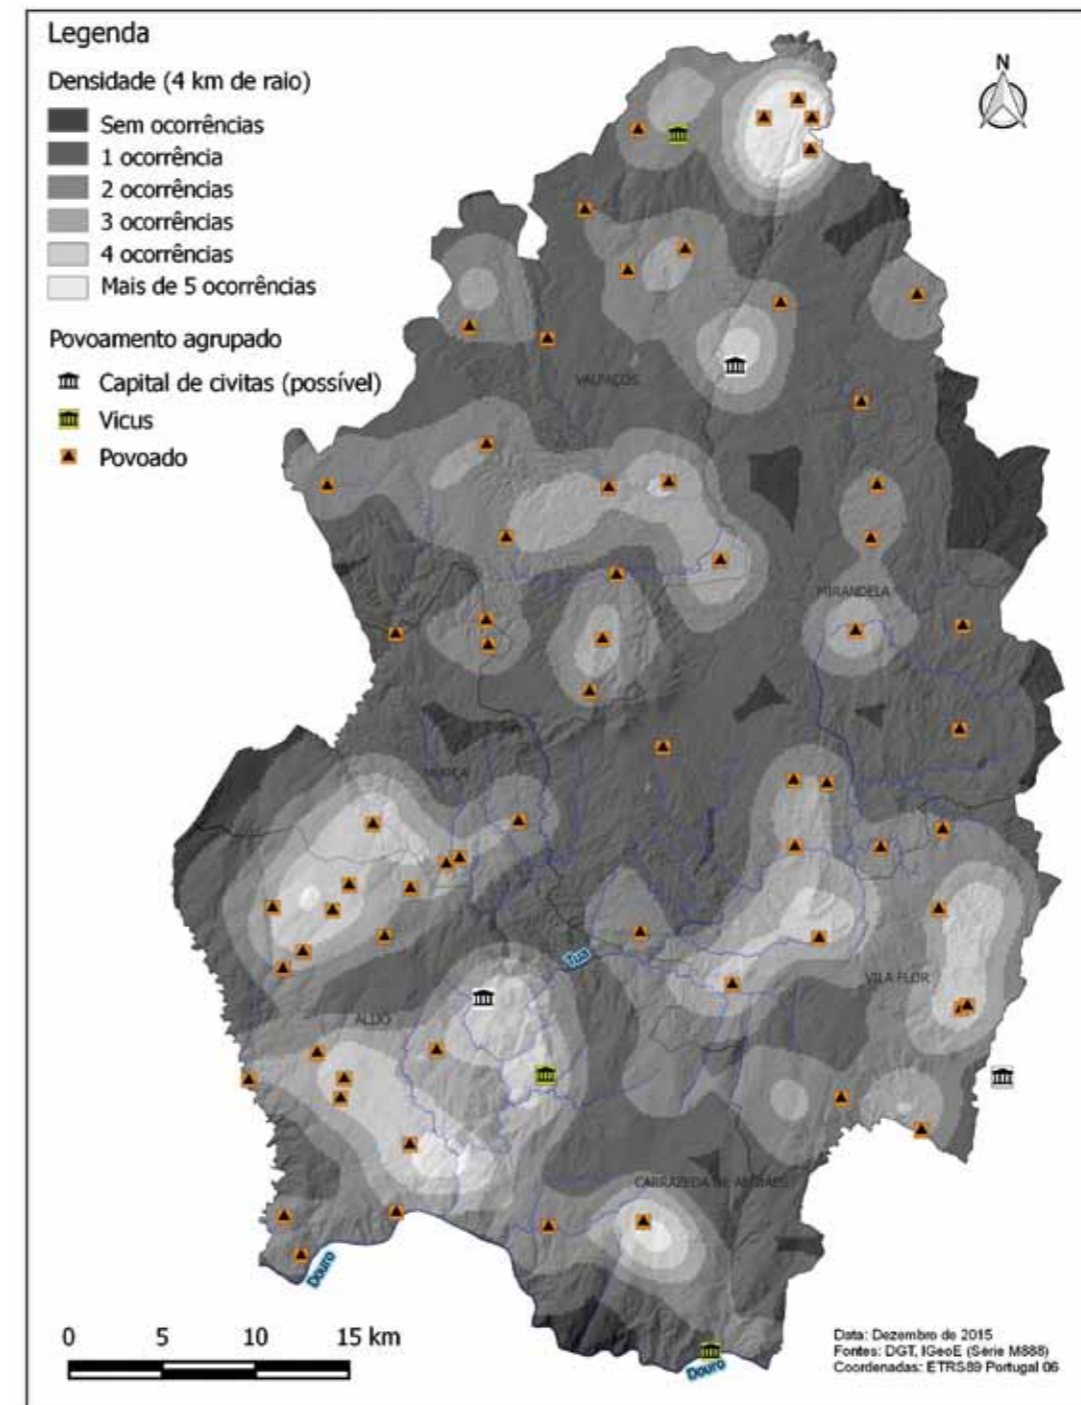 Legenda
Densidade (4 km de raio)
Sem ocorrências
1 ocorrência
2 ocorrências
3 ocorrências
4 ocorrências
Mais de 5 ocorrências
Povoamento agrupado
Capital de civitas (possível)
Vicus
Povoado
N
VALPAÇOS
MIRANDELA
MURÇA
Tua
VILA FLOR
ALIJÓ
CARRAZEDA DE ANSIÃES
Douro
Douro
0 5 10 15 km
Data: Dezembro de 2015
Fontes: DGT, IGeoE (Série M888)
Coordenadas: ETRS89 Portugal 06